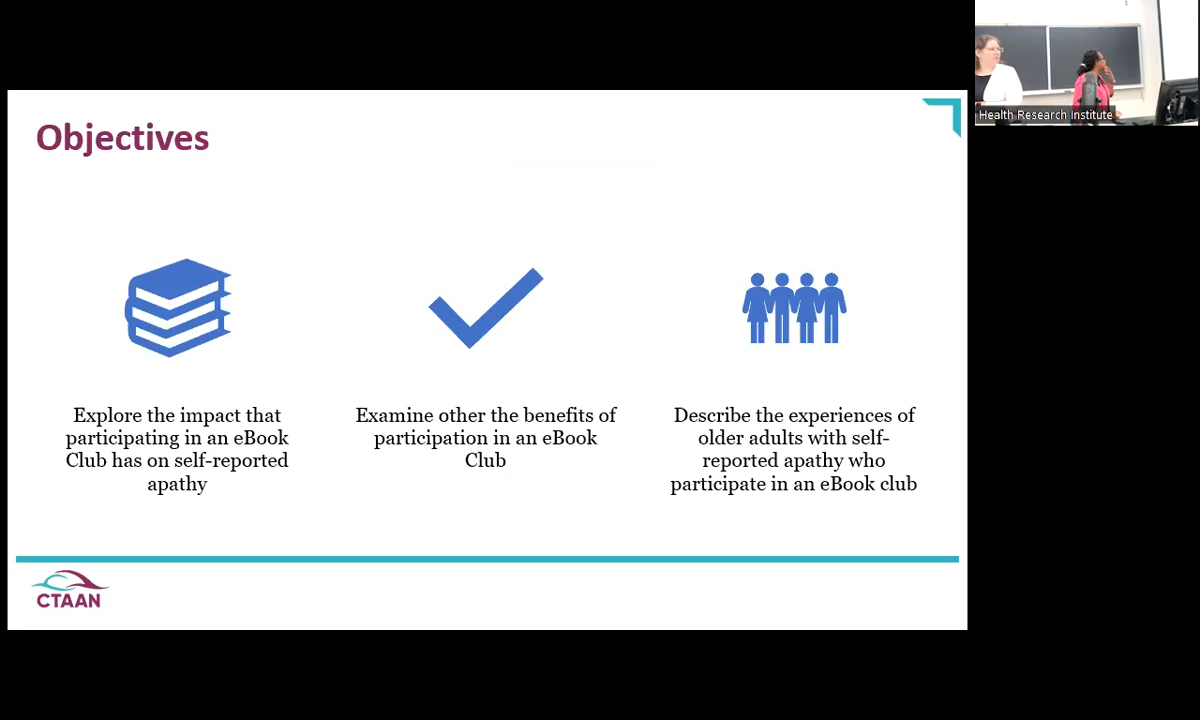 Objectives
Explore the impact that
participating in an eBook
Club has on self-reported
apathy
Examine other the benefits of
participation in an eBook
Club
Describe the experiences of
older adults with self-
reported apathy who
participate in an eBook club
CTAAN
Health Research Institute